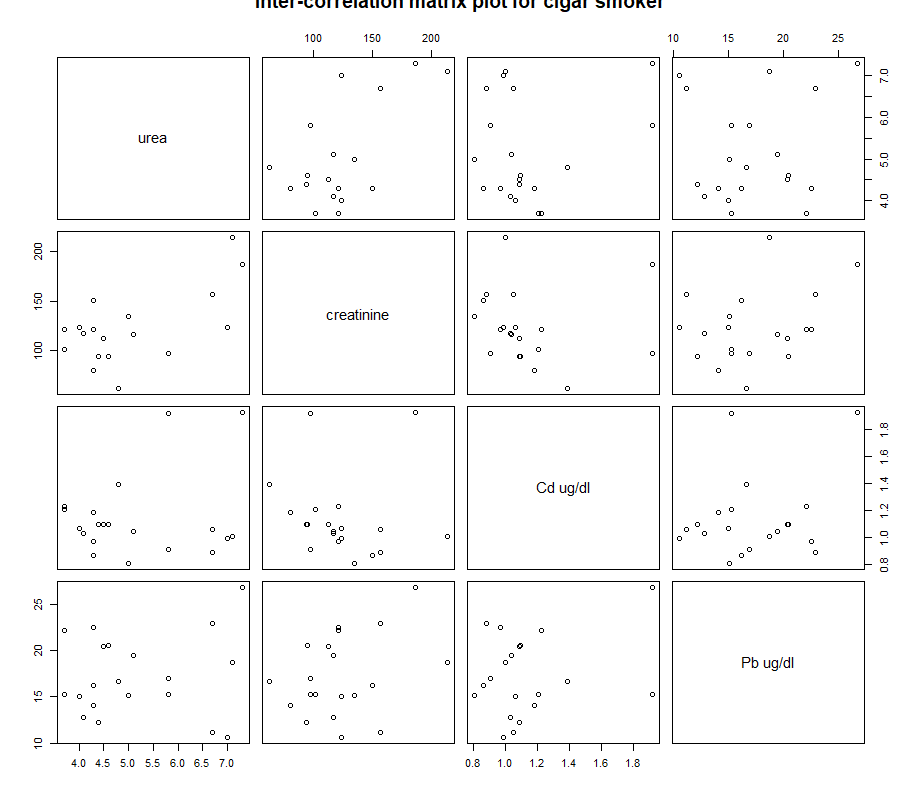 Inter-correlation matrix plot for cigar smoker
100 150 200
10 15 20 25
urea
4.0 5.0 6.0 7.0
100 150 200
creatinine
Cd ug/dl
0.8 1.0 1.2 1.4 1.6 1.8
10 15 20 25
Pb ug/dl
4.0 4.5 5.0 5.5 6.0 6.5 7.0
0.8 1.0 1.2 1.4 1.6 1.8